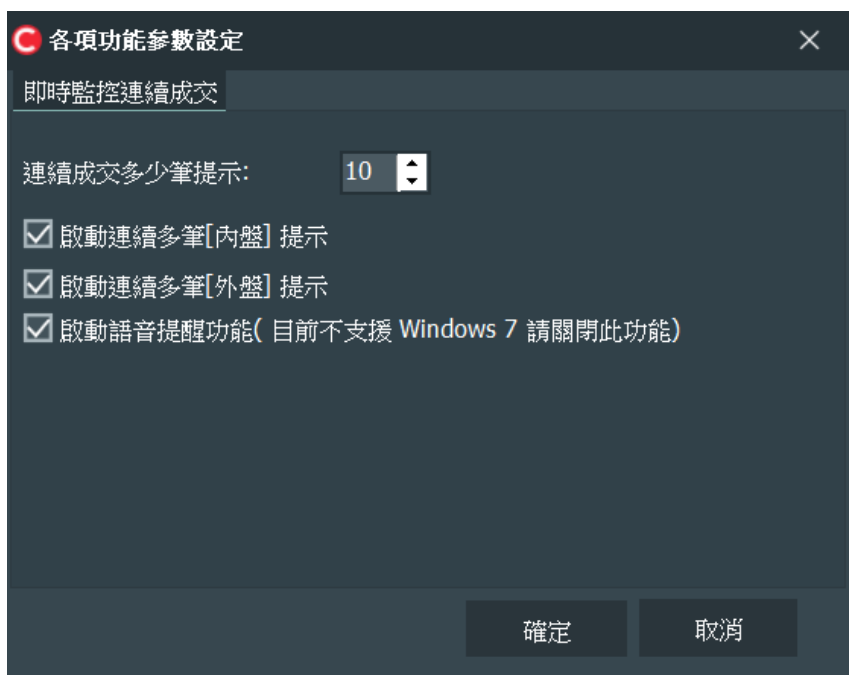 各項功能參數設定
即時監控連續成交
連續成交多少筆提示: 10
啟動連續多筆[內盤] 提示
啟動連續多筆[外盤] 提示
啟動語音提醒功能( 目前不支援 Windows 7 請關閉此功能)
確定 取消